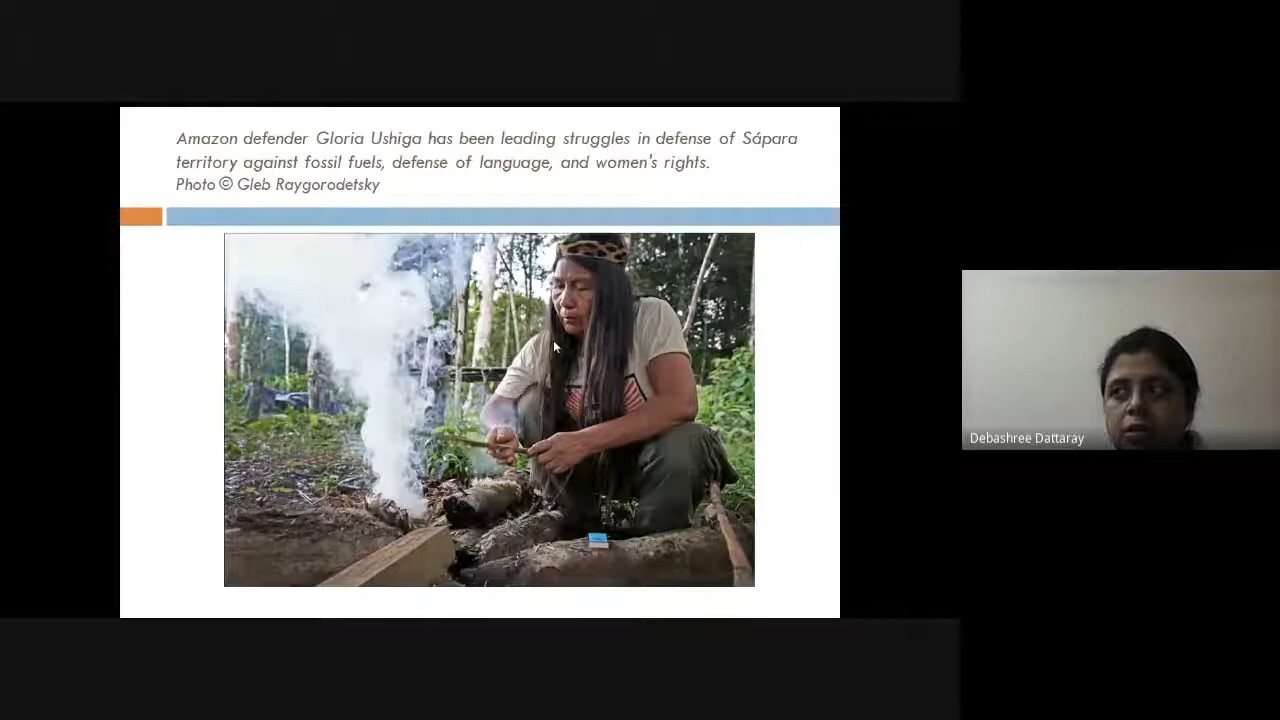 Amazon defender Gloria Ushiga has been leading struggles in defense of Sápara
territory against fossil fuels, defense of language, and women's rights.
Photo © Gleb Raygorodetsky
Debashree Dattaray